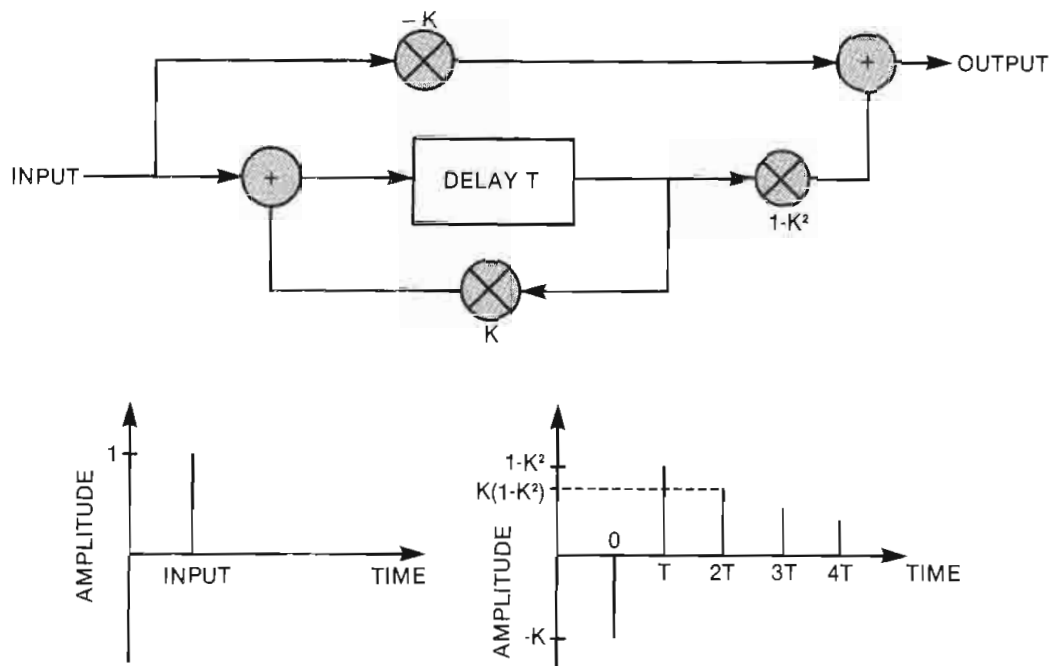 – K
+
OUTPUT
INPUT
+
DELAY T
1-K²
K
AMPLITUDE
1
INPUT
TIME
AMPLITUDE
1-K²
K(1-K²)
0
T
2T
3T
4T
TIME
-K